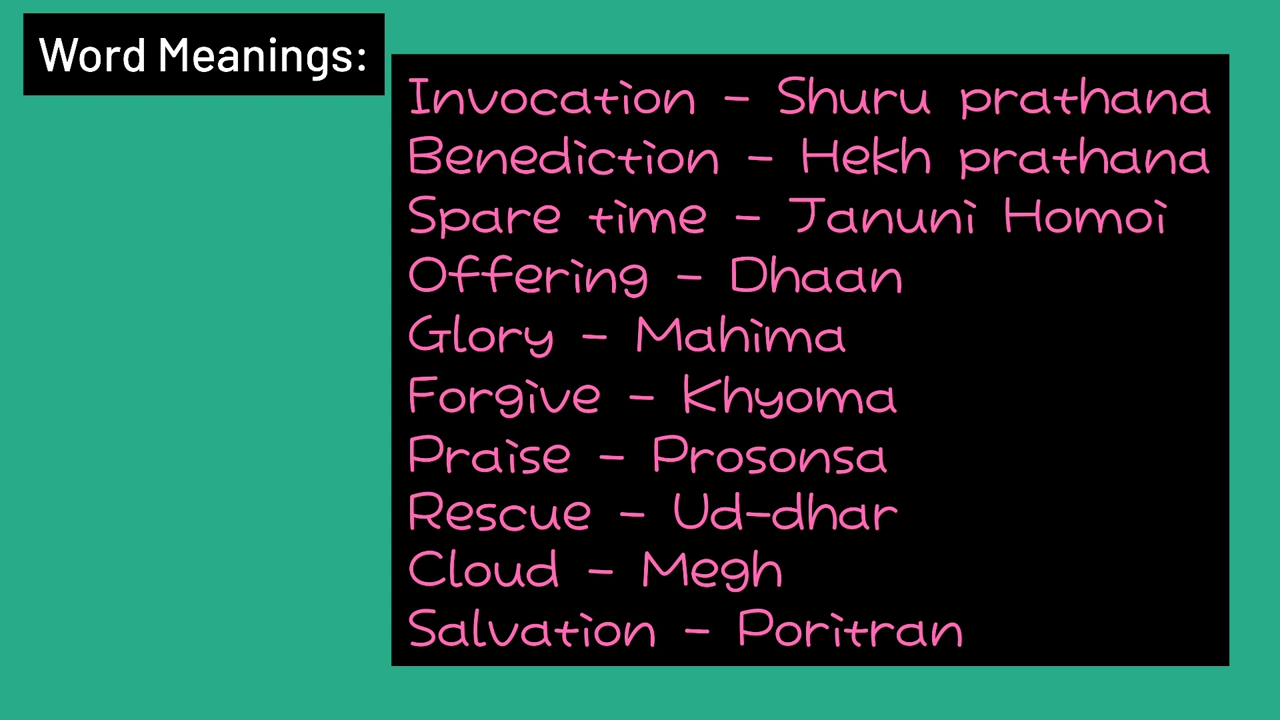 Word Meanings:
Invocation - Shuru prathana
Benediction - Hekh prathana
Spare time - Januni Homoi
Offering - Dhaan
Glory - Mahima
Forgive - Khyoma
Praise - Prosonsa
Rescue - Ud-dhar
Cloud - Megh
Salvation - Poritran